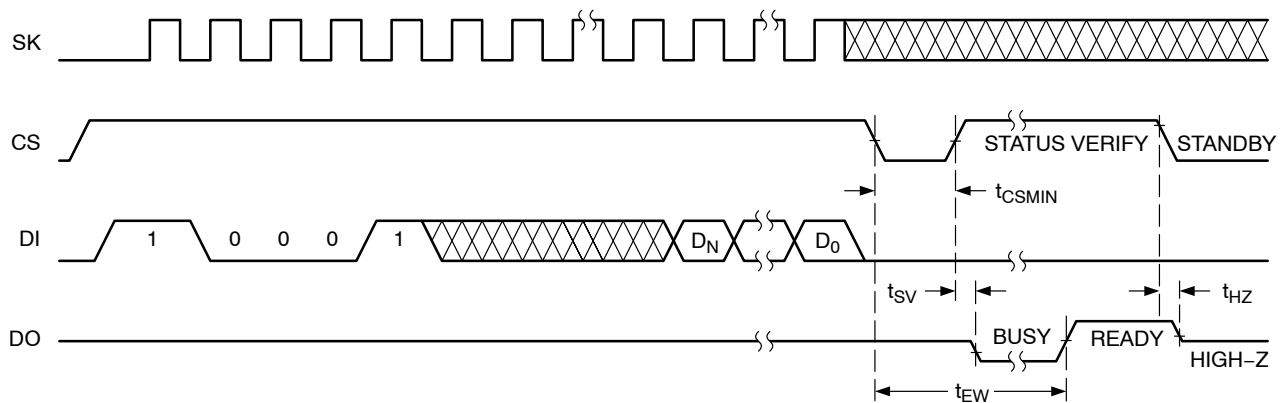 SK
CS
STATUS VERIFY
STANDBY
tCSMIN
DI
1
0
0
0
1
DN
D0
tSV
tHZ
DO
BUSY
READY
HIGH–Z
tEW